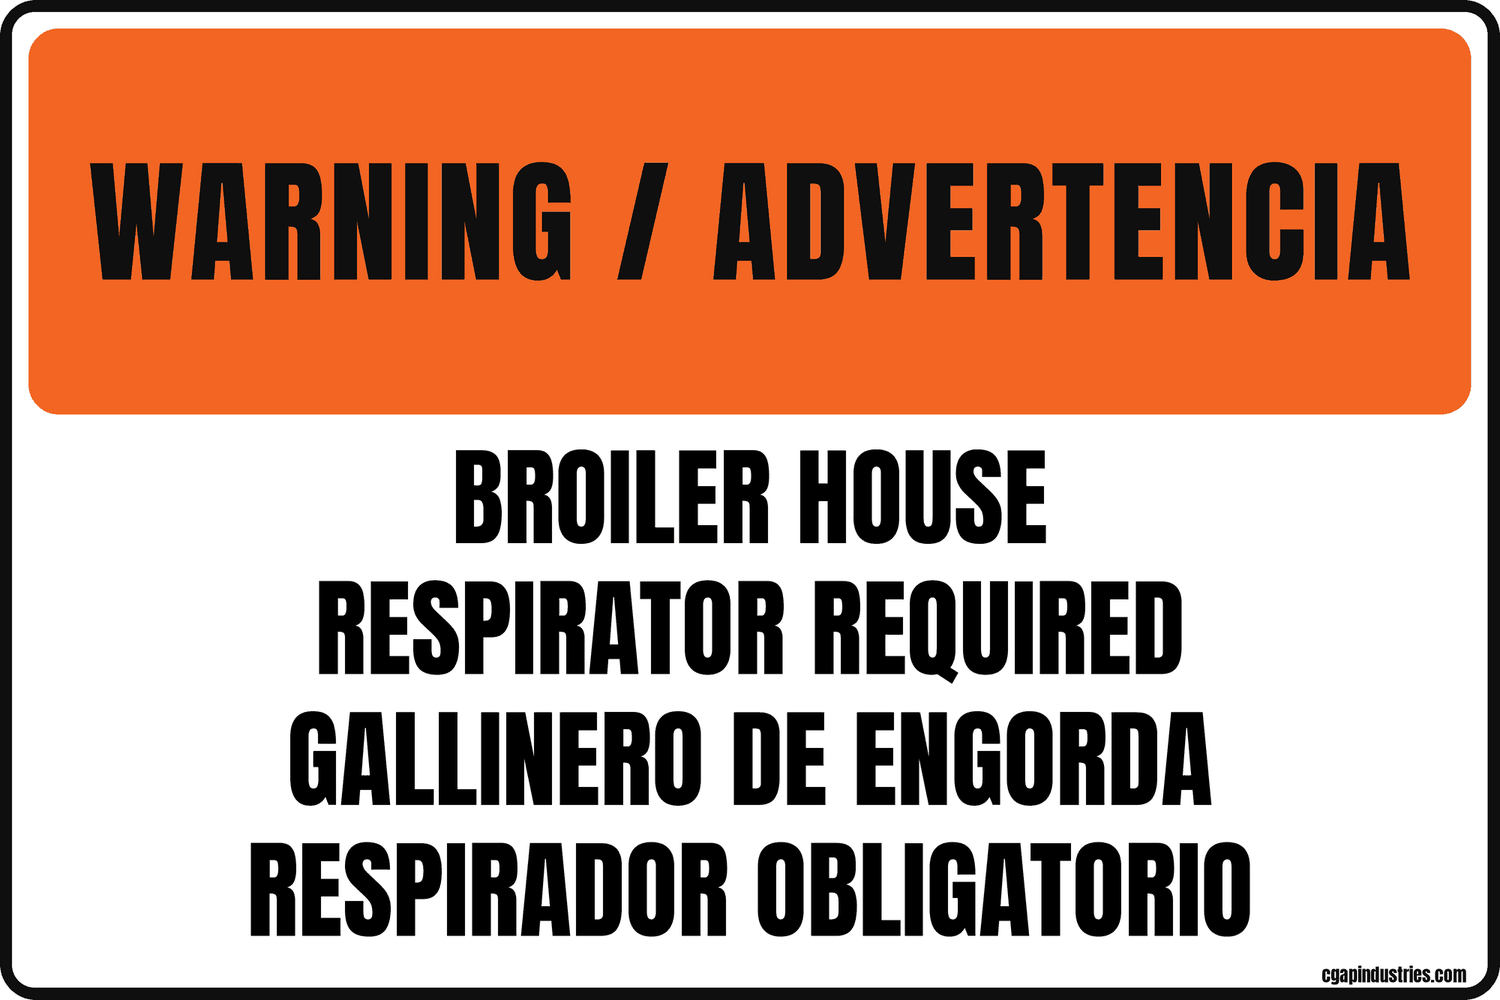 WARNING / ADVERTENCIA
BROILER HOUSE
RESPIRATOR REQUIRED
GALLINERO DE ENGORDA
RESPIRADOR OBLIGATORIO
cgapindustries.com